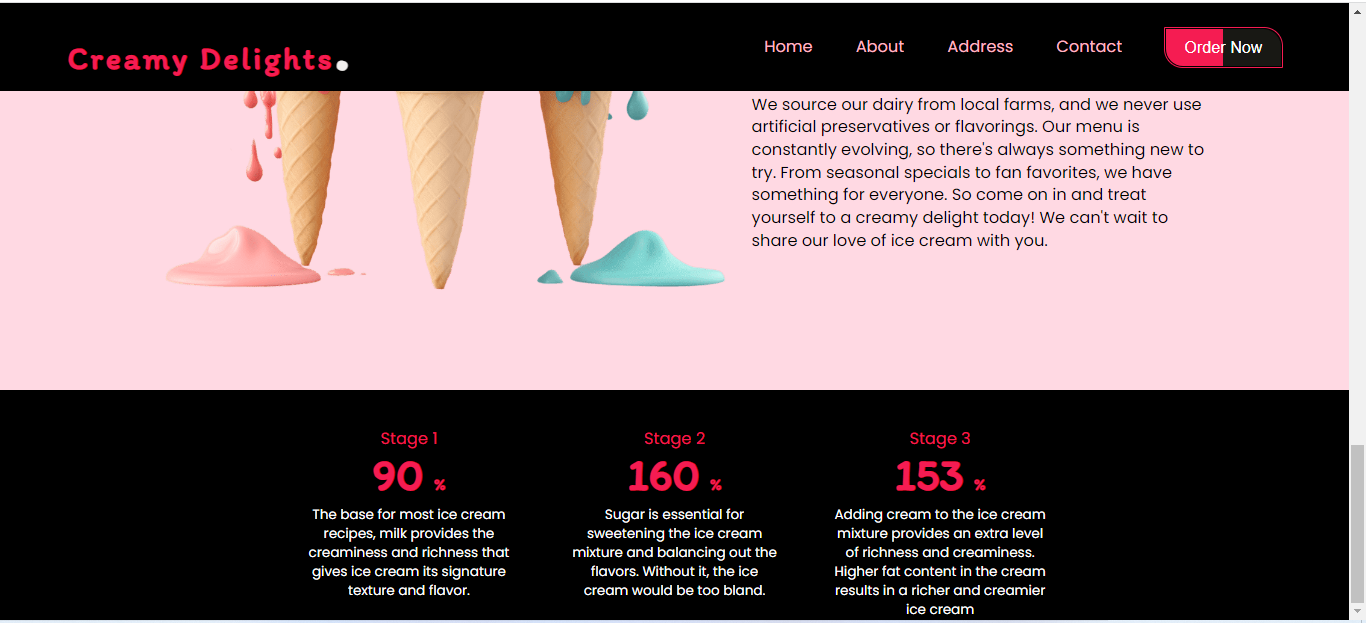 Creamy Delights.
Home About Address Contact Order Now
We source our dairy from local farms, and we never use
artificial preservatives or flavorings. Our menu is
constantly evolving, so there's always something new to
try. From seasonal specials to fan favorites, we have
something for everyone. So come on in and treat
yourself to a creamy delight today! We can't wait to
share our love of ice cream with you.
Stage 1
90 %
The base for most ice cream
recipes, milk provides the
creaminess and richness that
gives ice cream its signature
texture and flavor.
Stage 2
160 %
Sugar is essential for
sweetening the ice cream
mixture and balancing out the
flavors. Without it, the ice
cream would be too bland.
Stage 3
153 %
Adding cream to the ice cream
mixture provides an extra level
of richness and creaminess.
Higher fat content in the cream
results in a richer and creamier
ice cream